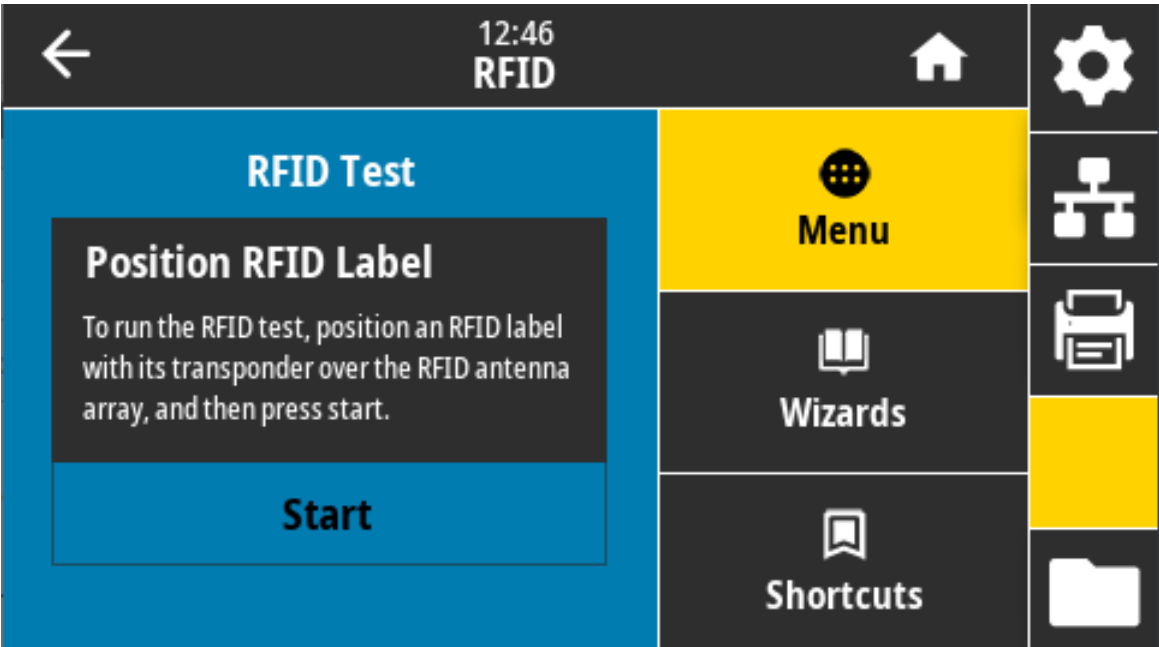 12:46
RFID
RFID Test
Position RFID Label
To run the RFID test, position an RFID label
with its transponder over the RFID antenna
array, and then press start.
Start
Menu
Wizards
Shortcuts